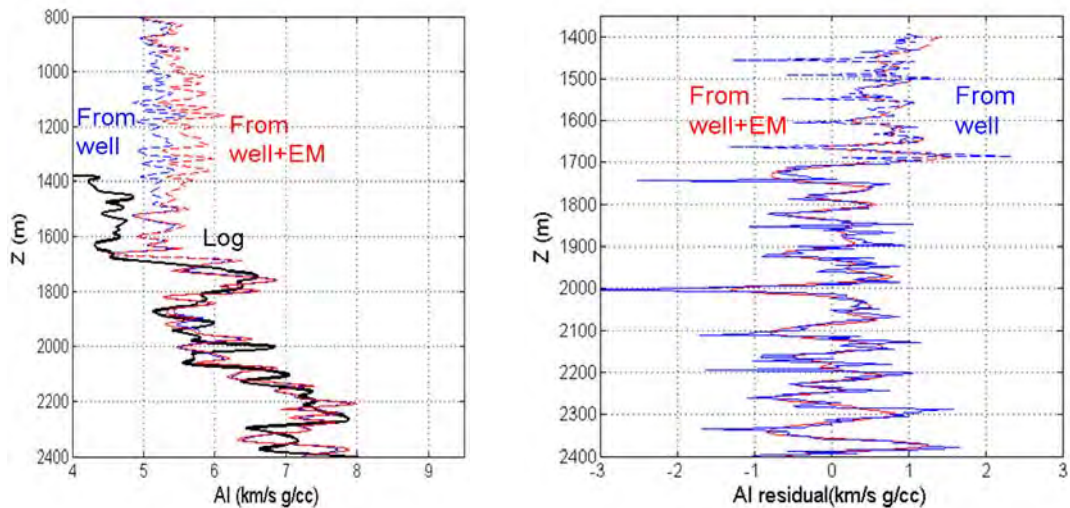 800
1000
1200
1400
1600
1800
2000
2200
2400
Z (m)
4
5
6
7
8
9
AI (km/s g/cc)
From
well
From
well+EM
Log
1400
1500
1600
1700
1800
1900
2000
2100
2200
2300
2400
Z (m)
-3
-2
-1
0
1
2
3
AI residual(km/s g/cc)
From
well+EM
From
well